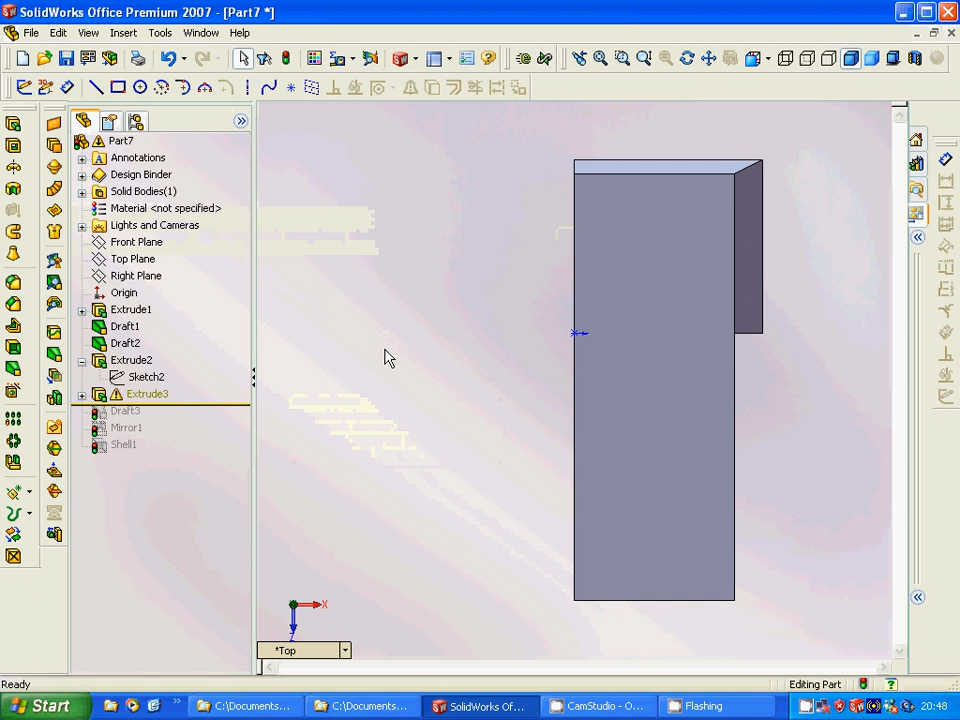 SolidWorks Office Premium 2007 - [Part7 *]
File Edit View Insert Tools Window Help
Part7
Annotations
Design Binder
Solid Bodies(1)
Material <not specified>
Lights and Cameras
Front Plane
Top Plane
Right Plane
Origin
Extrude1
Draft1
Draft2
Extrude2
Sketch2
Extrude3
Draft3
Mirror1
Shell1
X
Z
*Top
Ready
Editing Part
Start
C:\Documents...
C:\Documents...
SolidWorks Of...
CamStudio - O...
Flashing
20:48